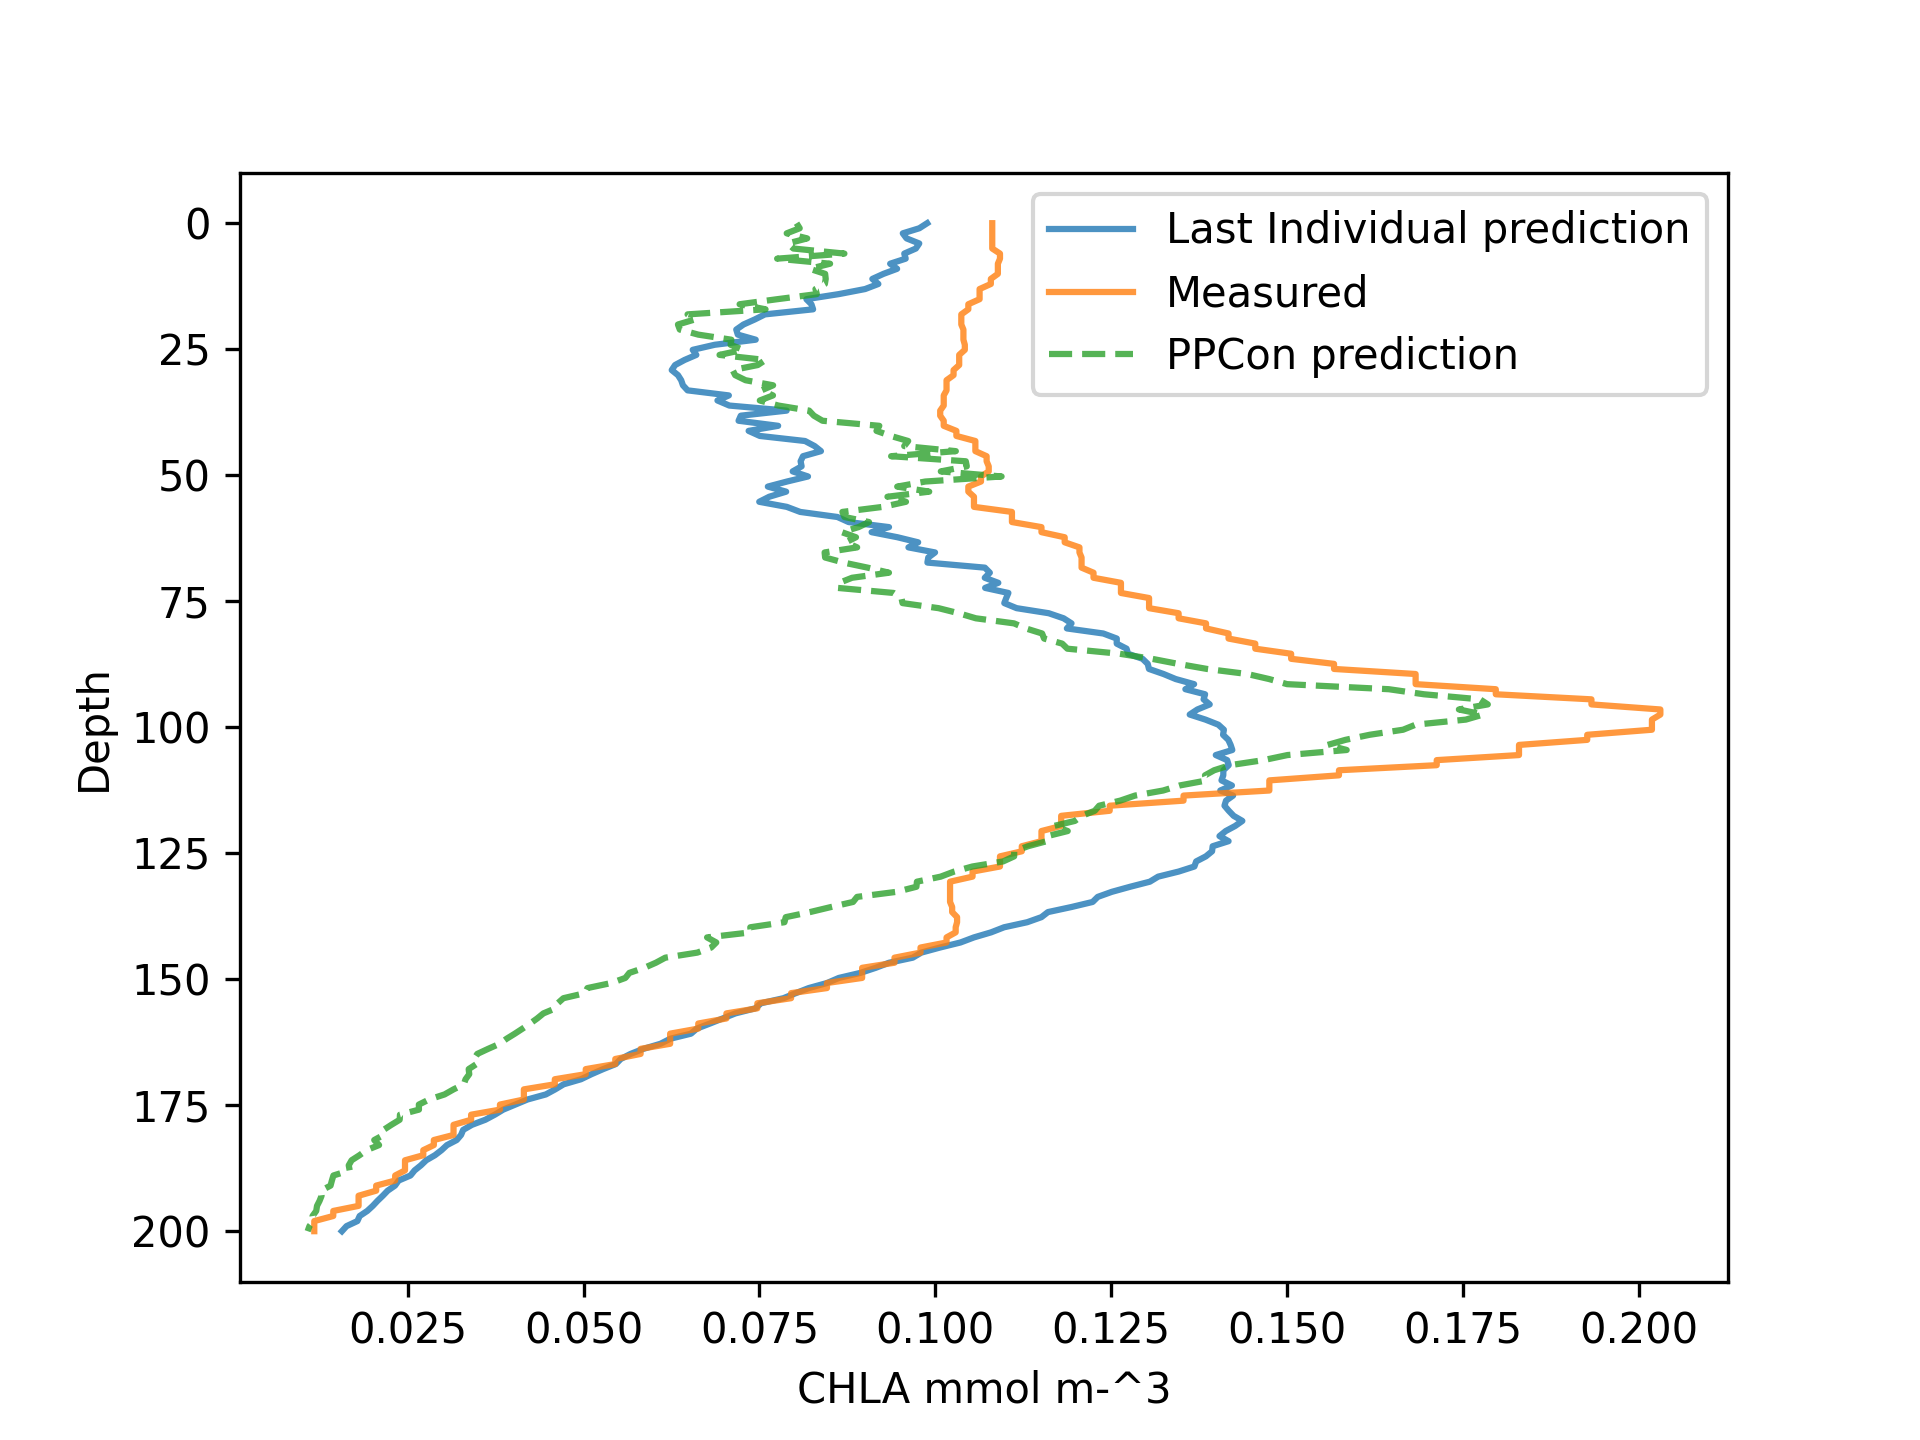 Last Individual prediction
Measured
PPCon prediction
0
25
50
75
100
125
150
175
200
Depth
0.025 0.050 0.075 0.100 0.125 0.150 0.175 0.200
CHLA mmol m-^3